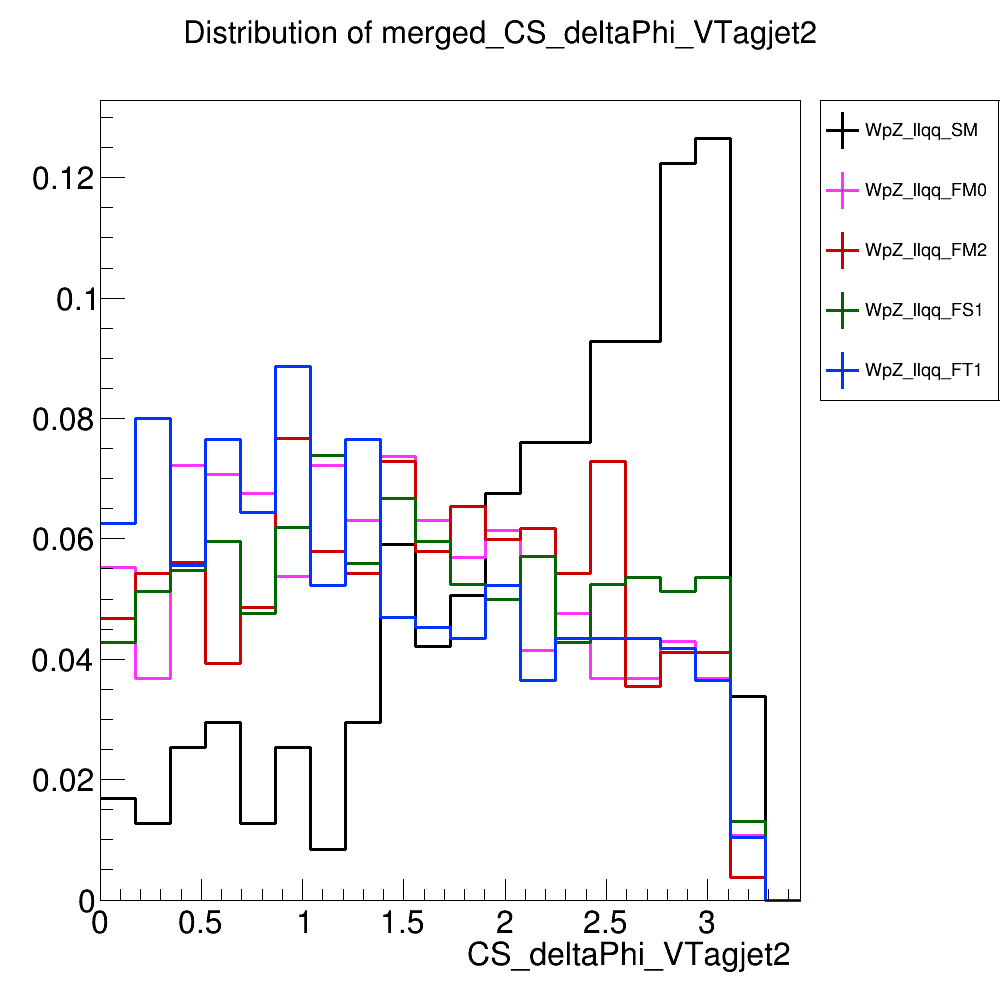 Distribution of merged_CS_deltaPhi_VTagjet2
WpZ_llqq_SM
WpZ_llqq_FM0
WpZ_llqq_FM2
WpZ_llqq_FS1
WpZ_llqq_FT1
0.12
0.1
0.08
0.06
0.04
0.02
0
0 0.5 1 1.5 2 2.5 3
CS_deltaPhi_VTagjet2